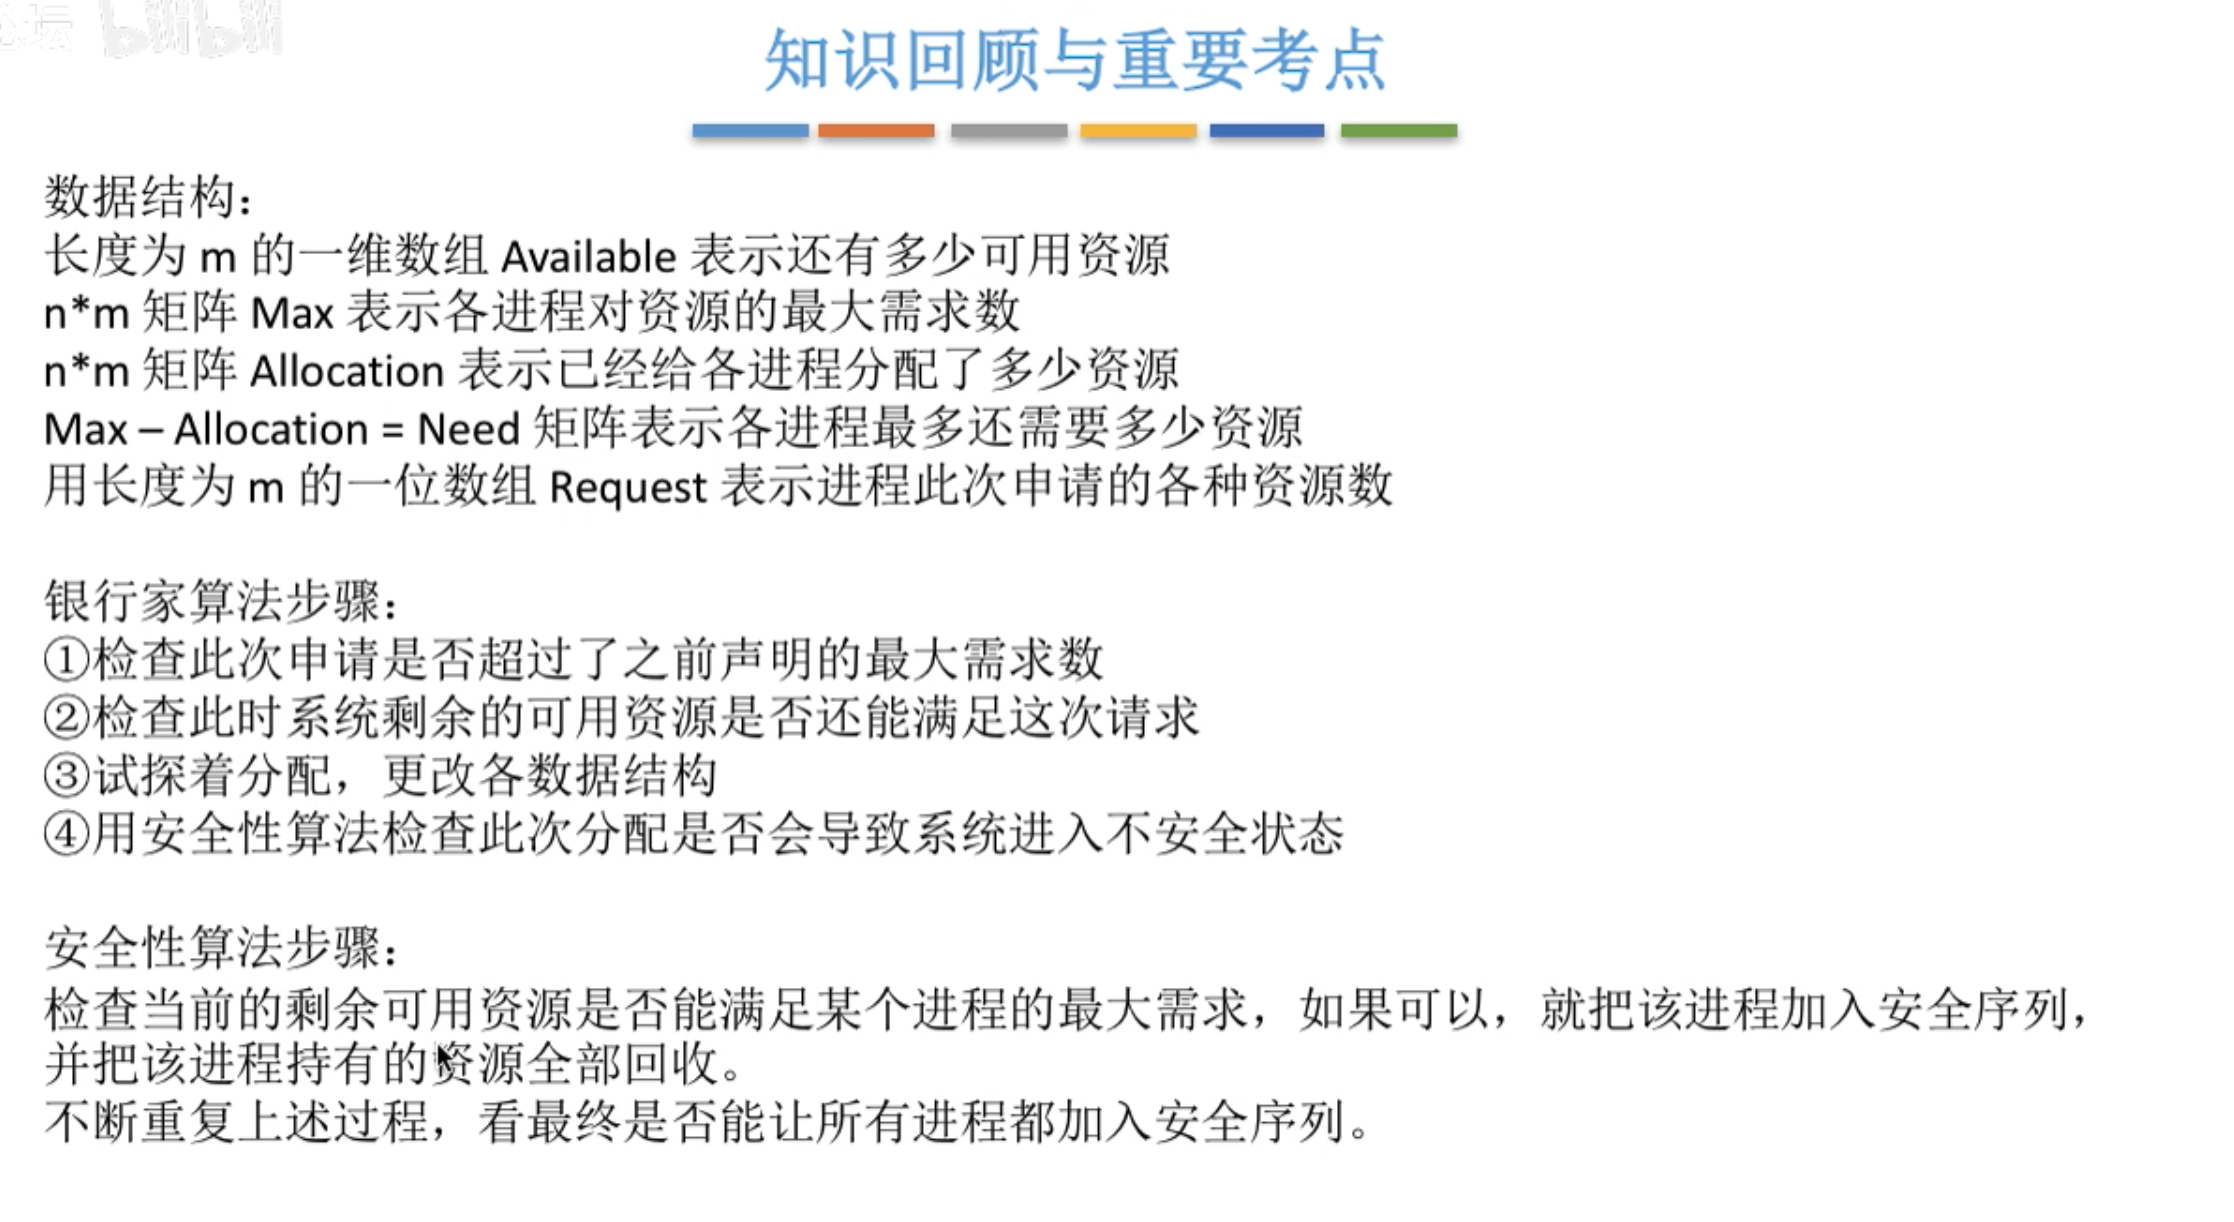 坛 bilibili
知识回顾与重要考点
数据结构：
长度为 m 的一维数组 Available 表示还有多少可用资源
n*m 矩阵 Max 表示各进程对资源的最大需求数
n*m 矩阵 Allocation 表示已经给各进程分配了多少资源
Max – Allocation = Need 矩阵表示各进程最多还需要多少资源
用长度为 m 的一位数组 Request 表示进程此次申请的各种资源数
银行家算法步骤：
①检查此次申请是否超过了之前声明的最大需求数
②检查此时系统剩余的可用资源是否还能满足这次请求
③试探着分配，更改各数据结构
④用安全性算法检查此次分配是否会导致系统进入不安全状态
安全性算法步骤：
检查当前的剩余可用资源是否能满足某个进程的最大需求，如果可以，就把该进程加入安全序列，
并把该进程持有的资源全部回收。
不断重复上述过程，看最终是否能让所有进程都加入安全序列。